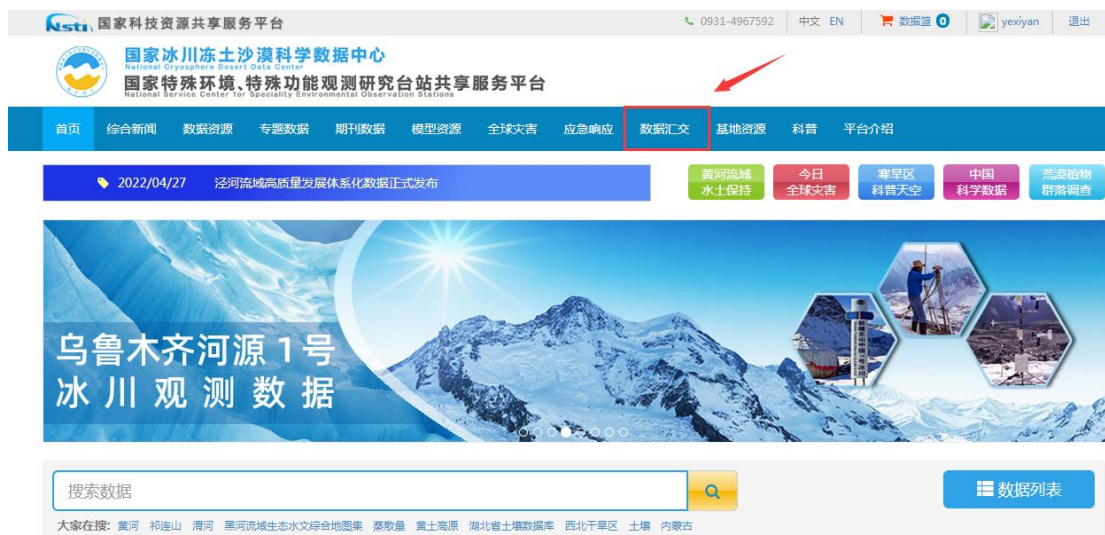 Nsti 国家科技资源共享服务平台
0931-4967592 中文 EN 数据篮 0 yexiyan 退出
国家冰川冻土沙漠科学数据中心
National Cryosphere Desert Data Center
国家特殊环境、特殊功能观测研究台站共享服务平台
National Service Center for Speciality Environmental Observation Stations
首页 综合新闻 数据资源 专题数据 期刊数据 模型资源 全球灾害 应急响应 数据汇交 基地资源 科普 平台介绍
2022/04/27 泾河流域高质量发展体系化数据正式发布
黄河流域
水土保持
今日
全球灾害
寒旱区
科普天空
中国
科学数据
荒漠植物
群落调查
乌鲁木齐河源1号
冰川观测数据
搜索数据
数据列表
大家在搜: 黄河 祁连山 渭河 黑河流域生态水文综合地图集 蒸散量 黄土高原 湖北省土壤数据库 西北干旱区 土壤 内蒙古